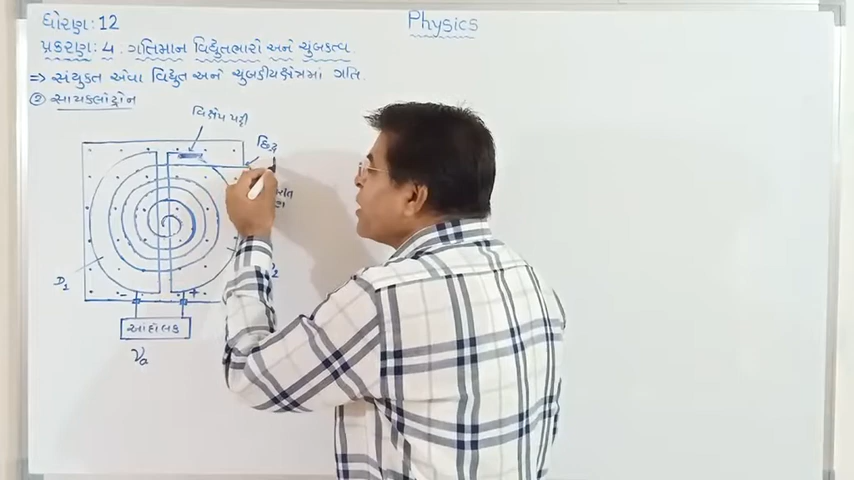 ધોરણ: 12
Physics
પ્રકરણ: 4. ગતિમાન વિદ્યુતભારો અને ચુંબકત્વ
=> સંયુક્ત એવા વિદ્યુત અને ચુંબકીયક્ષેત્રમાં ગતિ.
② સાયક્લોટ્રોન
વિક્ષેપ પટ્ટી
છિદ્ર
D₁
- +
આંદોલક
νₐ